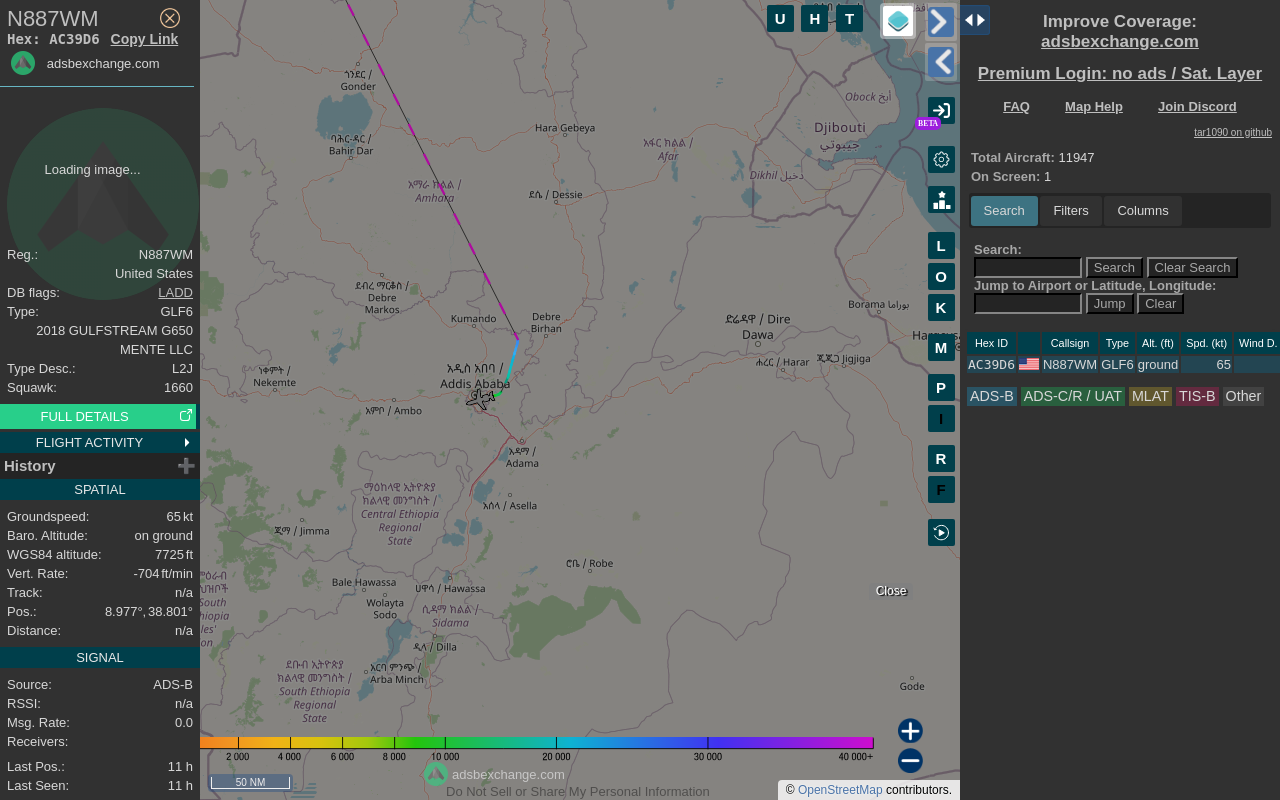 N887WM
Hex: AC39D6 Copy Link
adsbexchange.com
Loading image...
Reg.: N887WM
United States
DB flags: LADD
Type: GLF6
2018 GULFSTREAM G650
MENTE LLC
Type Desc.: L2J
Squawk: 1660
FULL DETAILS
FLIGHT ACTIVITY
History
SPATIAL
Groundspeed: 65 kt
Baro. Altitude: on ground
WGS84 altitude: 7725 ft
Vert. Rate: -704 ft/min
Track: n/a
Pos.: 8.977°, 38.801°
Distance: n/a
SIGNAL
Source: ADS-B
RSSI: n/a
Msg. Rate: 0.0
Receivers:
Last Pos.: 11 h
Last Seen: 11 h
U H T
ጎንደር /
Gonder
ባሕር-ዳር /
Bahir Dar
Hara Gebeya
Obock أبخ
Djibouti
جيبوتي
አፋር ክልል /
Afar
Dikhil دخيل
አማራ ክልል /
Amhara
ደሴ / Dessie
BETA
ደብረ ማርቆስ /
Debre
Markos
Kumando
Debre
Birhan
ድሬዳዋ / Dire
Dawa
Borama بوراما
ሐረር / Harar
ጂጂጋ Jigjiga
ነቀምት /
Nekemte
አዲስ አበባ /
Addis Ababa
አምቦ / Ambo
አዳማ /
Adama
ማዕከላዊ ኢትዮጵያ
ክልላዊ መንግስት /
Central Ethiopia
Regional
State
አሰላ / Asella
ጂማ / Jimma
ሮቤ / Robe
South
Bale Hawassa
ሀዋሳ / Hawassa
Wolayta
Sodo
ሲዳማ ክልል /
Sidama
ዲላ / Dilla
ደቡብ ኢትዮጵያ
ክልላዊ መንግስት /
South Ethiopia
Regional
State
አርባ ምንጭ /
Arba Minch
Gode
L
O
K
M
P
I
R
F
Close
2 000 4 000 6 000 8 000 10 000 20 000 30 000 40 000+
50 NM
adsbexchange.com
Do Not Sell or Share My Personal Information
© OpenStreetMap contributors.
Improve Coverage:
adsbexchange.com
Premium Login: no ads / Sat. Layer
FAQ Map Help Join Discord
tar1090 on github
Total Aircraft: 11947
On Screen: 1
Search Filters Columns
Search:
Search Clear Search
Jump to Airport or Latitude, Longitude:
Jump Clear
Hex ID Callsign Type Alt. (ft) Spd. (kt) Wind D.
AC39D6 N887WM GLF6 ground 65
ADS-B ADS-C/R / UAT MLAT TIS-B Other